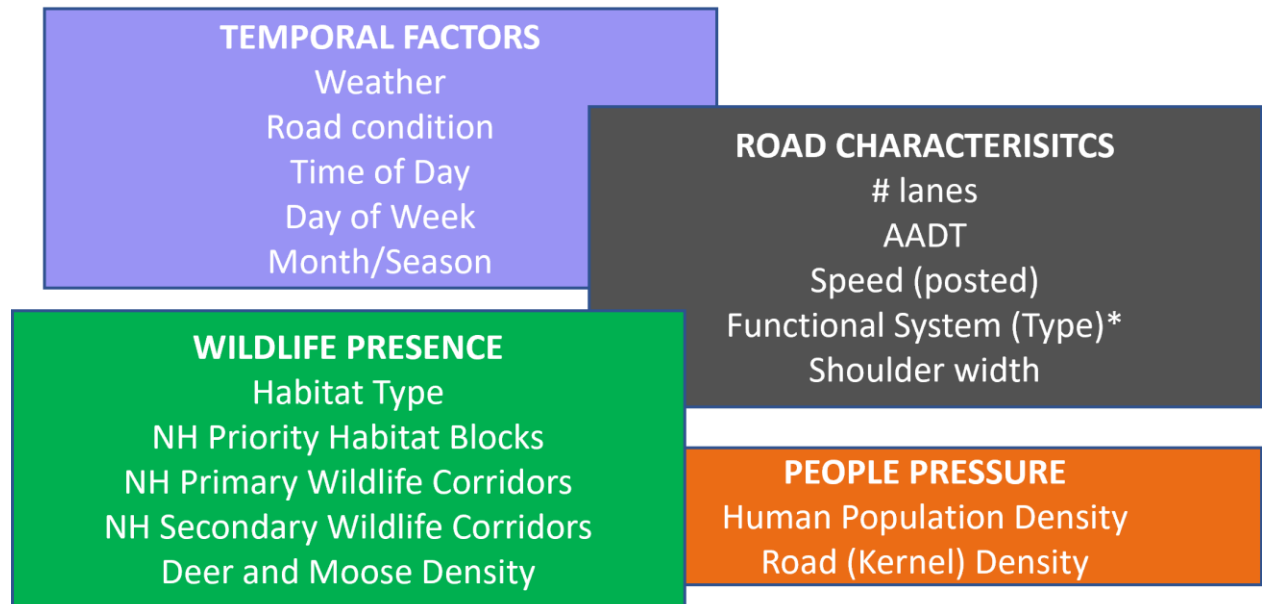 TEMPORAL FACTORS
Weather
Road condition
Time of Day
Day of Week
Month/Season
ROAD CHARACTERISITCS
# lanes
AADT
Speed (posted)
Functional System (Type)*
Shoulder width
WILDLIFE PRESENCE
Habitat Type
NH Priority Habitat Blocks
NH Primary Wildlife Corridors
NH Secondary Wildlife Corridors
Deer and Moose Density
PEOPLE PRESSURE
Human Population Density
Road (Kernel) Density